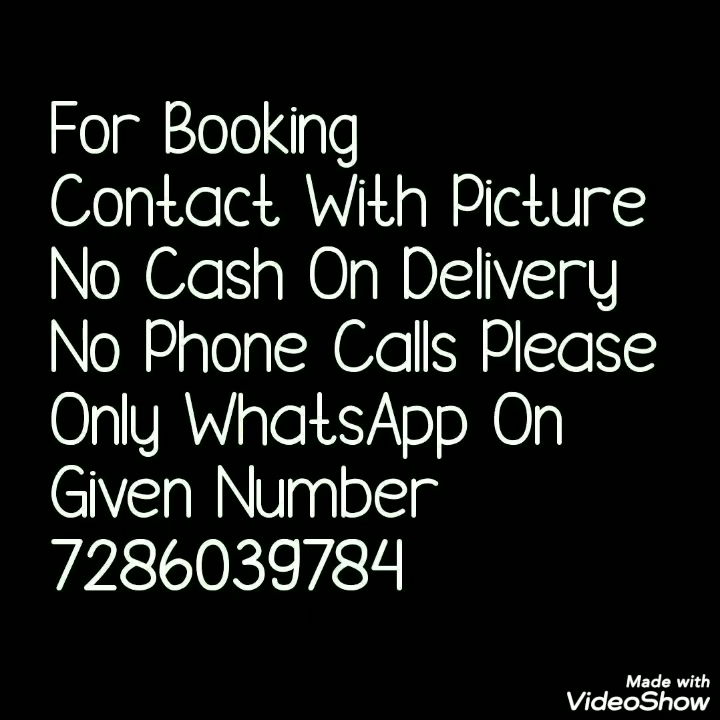 For Booking
Contact With Picture
No Cash On Delivery
No Phone Calls Please
Only WhatsApp On
Given Number
7286039784
Made with
VideoShow